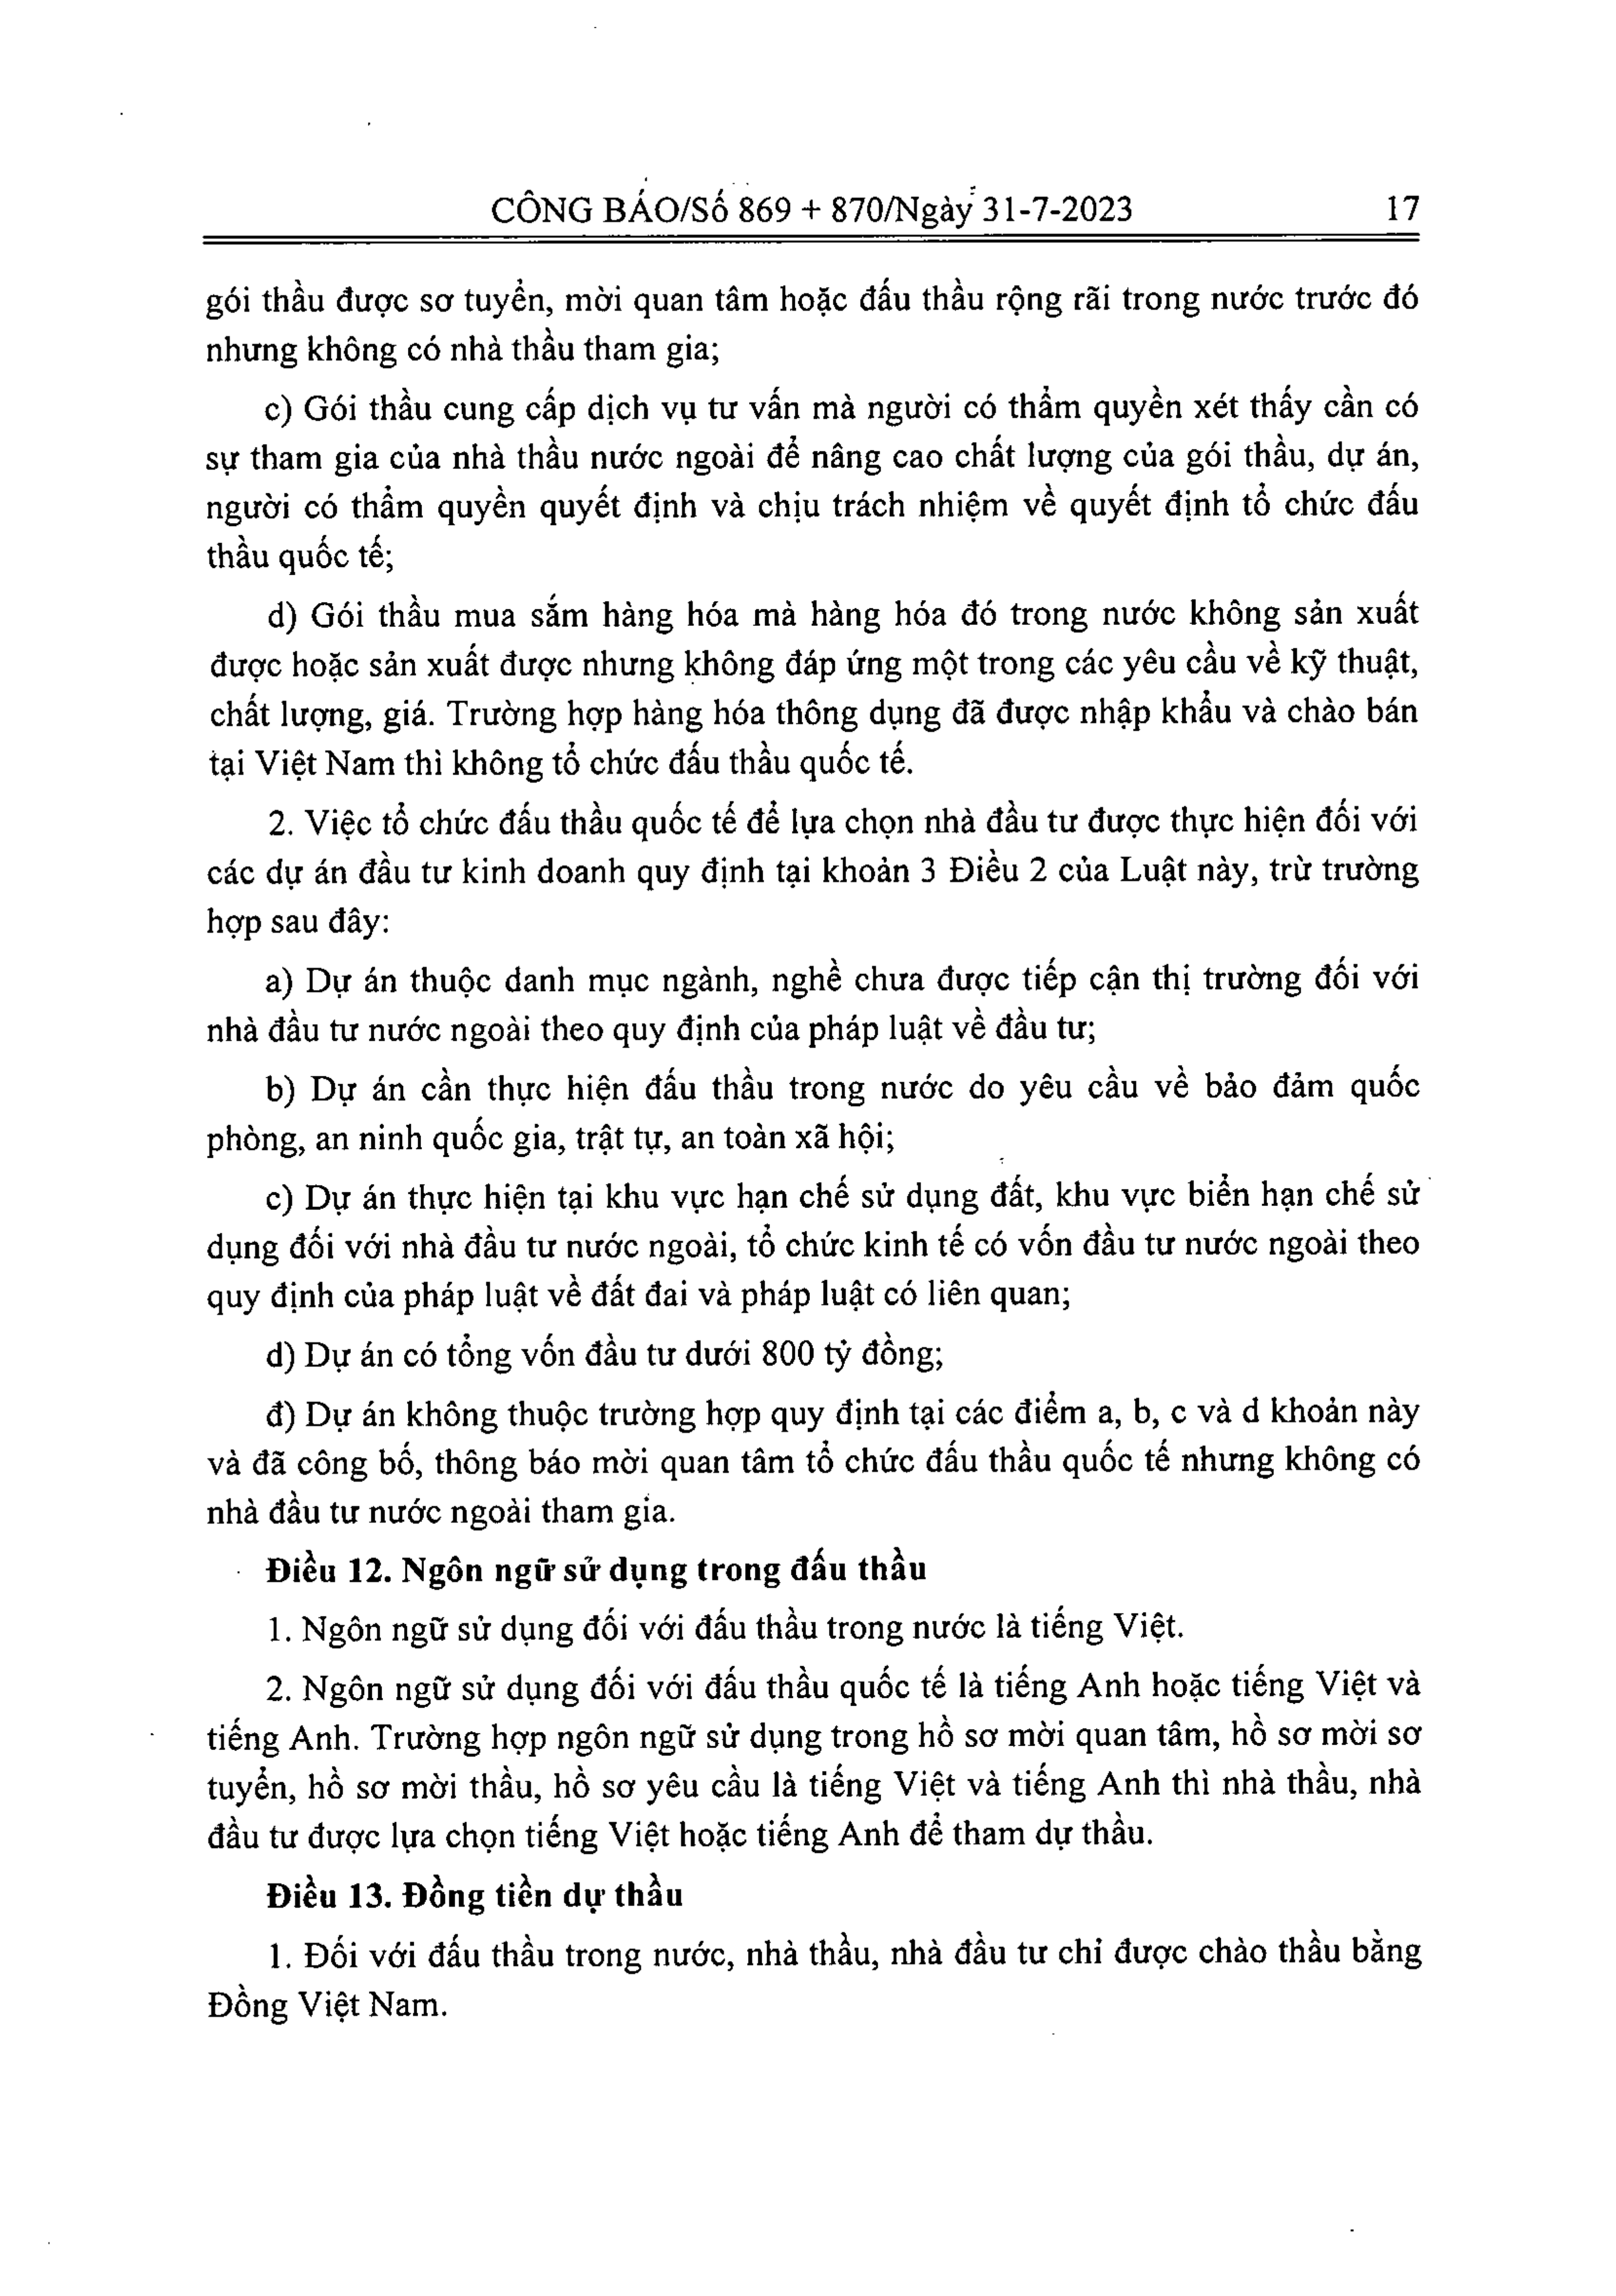 CÔNG BÁO/Số 869 + 870/Ngày 31-7-2023 17
gói thầu được sơ tuyển, mời quan tâm hoặc đấu thầu rộng rãi trong nước trước đó
nhưng không có nhà thầu tham gia;
c) Gói thầu cung cấp dịch vụ tư vấn mà người có thẩm quyền xét thấy cần có
sự tham gia của nhà thầu nước ngoài để nâng cao chất lượng của gói thầu, dự án,
người có thẩm quyền quyết định và chịu trách nhiệm về quyết định tổ chức đấu
thầu quốc tế;
d) Gói thầu mua sắm hàng hóa mà hàng hóa đó trong nước không sản xuất
được hoặc sản xuất được nhưng không đáp ứng một trong các yêu cầu về kỹ thuật,
chất lượng, giá. Trường hợp hàng hóa thông dụng đã được nhập khẩu và chào bán
tại Việt Nam thì không tổ chức đấu thầu quốc tế.
2. Việc tổ chức đấu thầu quốc tế để lựa chọn nhà đầu tư được thực hiện đối với
các dự án đầu tư kinh doanh quy định tại khoản 3 Điều 2 của Luật này, trừ trường
hợp sau đây:
a) Dự án thuộc danh mục ngành, nghề chưa được tiếp cận thị trường đối với
nhà đầu tư nước ngoài theo quy định của pháp luật về đầu tư;
b) Dự án cần thực hiện đấu thầu trong nước do yêu cầu về bảo đảm quốc
phòng, an ninh quốc gia, trật tự, an toàn xã hội;
c) Dự án thực hiện tại khu vực hạn chế sử dụng đất, khu vực biển hạn chế sử
dụng đối với nhà đầu tư nước ngoài, tổ chức kinh tế có vốn đầu tư nước ngoài theo
quy định của pháp luật về đất đai và pháp luật có liên quan;
d) Dự án có tổng vốn đầu tư dưới 800 tỷ đồng;
đ) Dự án không thuộc trường hợp quy định tại các điểm a, b, c và d khoản này
và đã công bố, thông báo mời quan tâm tổ chức đấu thầu quốc tế nhưng không có
nhà đầu tư nước ngoài tham gia.
Điều 12. Ngôn ngữ sử dụng trong đấu thầu
1. Ngôn ngữ sử dụng đối với đấu thầu trong nước là tiếng Việt.
2. Ngôn ngữ sử dụng đối với đấu thầu quốc tế là tiếng Anh hoặc tiếng Việt và
tiếng Anh. Trường hợp ngôn ngữ sử dụng trong hồ sơ mời quan tâm, hồ sơ mời sơ
tuyển, hồ sơ mời thầu, hồ sơ yêu cầu là tiếng Việt và tiếng Anh thì nhà thầu, nhà
đầu tư được lựa chọn tiếng Việt hoặc tiếng Anh để tham dự thầu.
Điều 13. Đồng tiền dự thầu
1. Đối với đấu thầu trong nước, nhà thầu, nhà đầu tư chỉ được chào thầu bằng
Đồng Việt Nam.